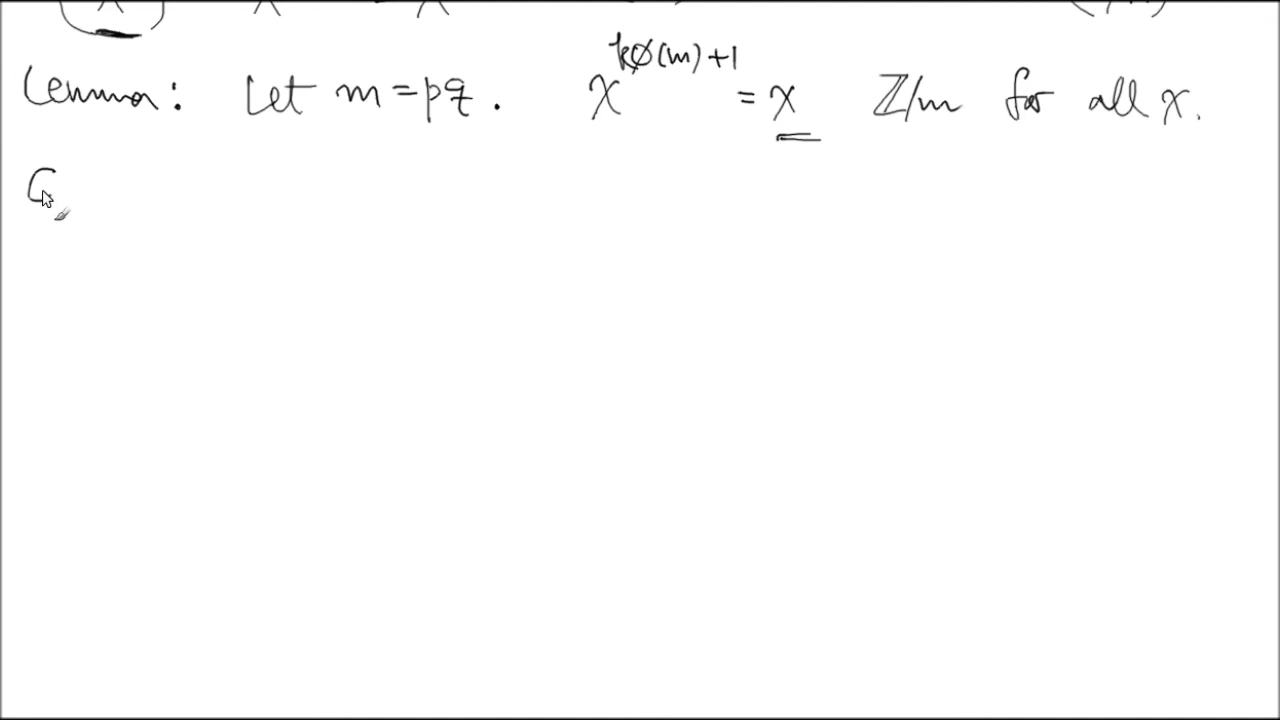 Lemma: Let m = pq. x^{kφ(m)+1} = x ℤ/m for all x.
C